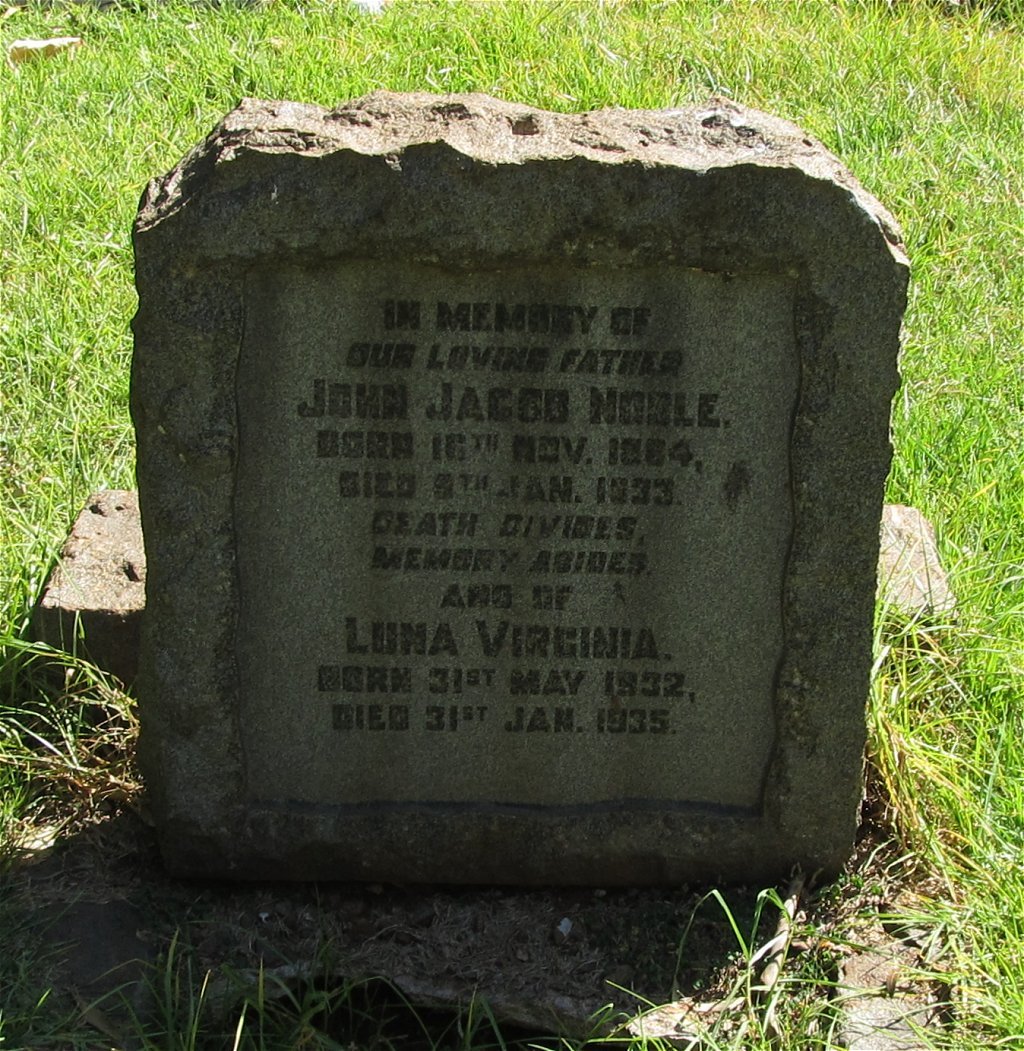 IN MEMORY OF
OUR LOVING FATHER
JOHN JACOB NOBLE.
BORN 16TH NOV. 1884,
DIED 9TH JAN. 1933.
DEATH DIVIDES,
MEMORY ABIDES.
AND OF
LUNA VIRGINIA.
BORN 31ST MAY 1932,
DIED 31ST JAN. 1935.